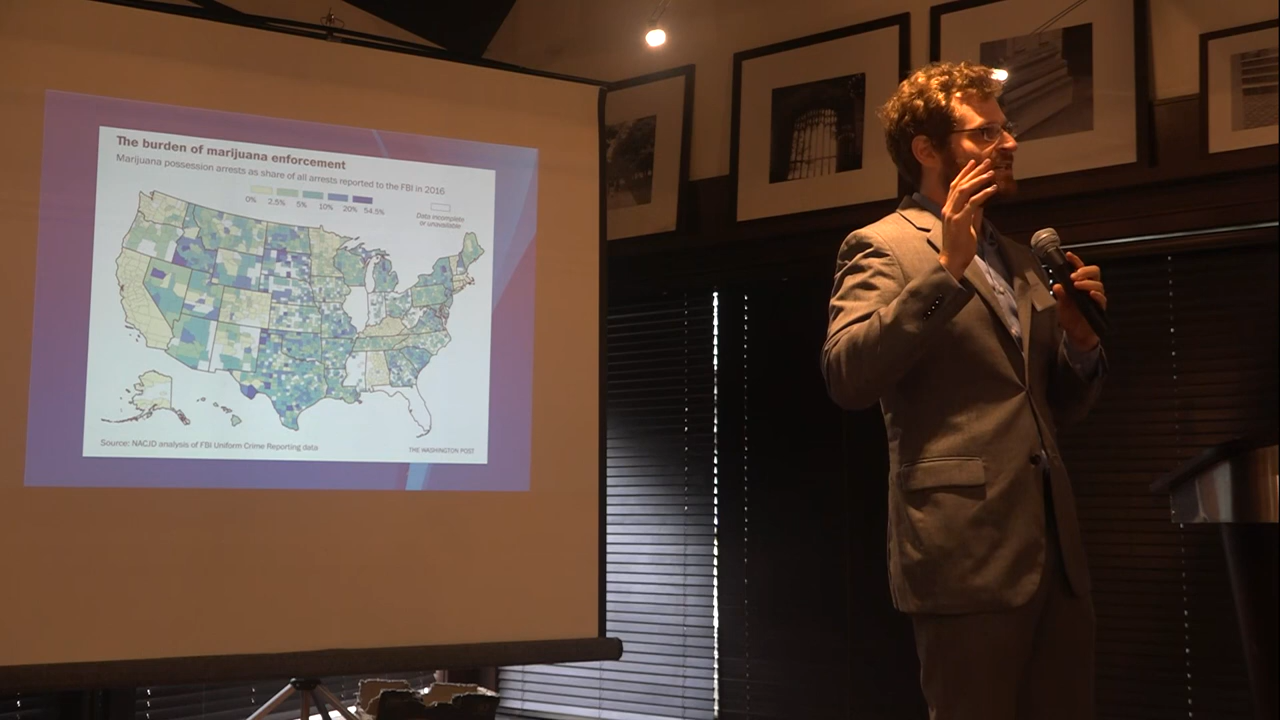 The burden of marijuana enforcement
Marijuana possession arrests as share of all arrests reported to the FBI in 2016
0% 2.5% 5% 10% 20% 54.5%
Data incomplete
or unavailable
Source: NACJD analysis of FBI Uniform Crime Reporting data
THE WASHINGTON POST